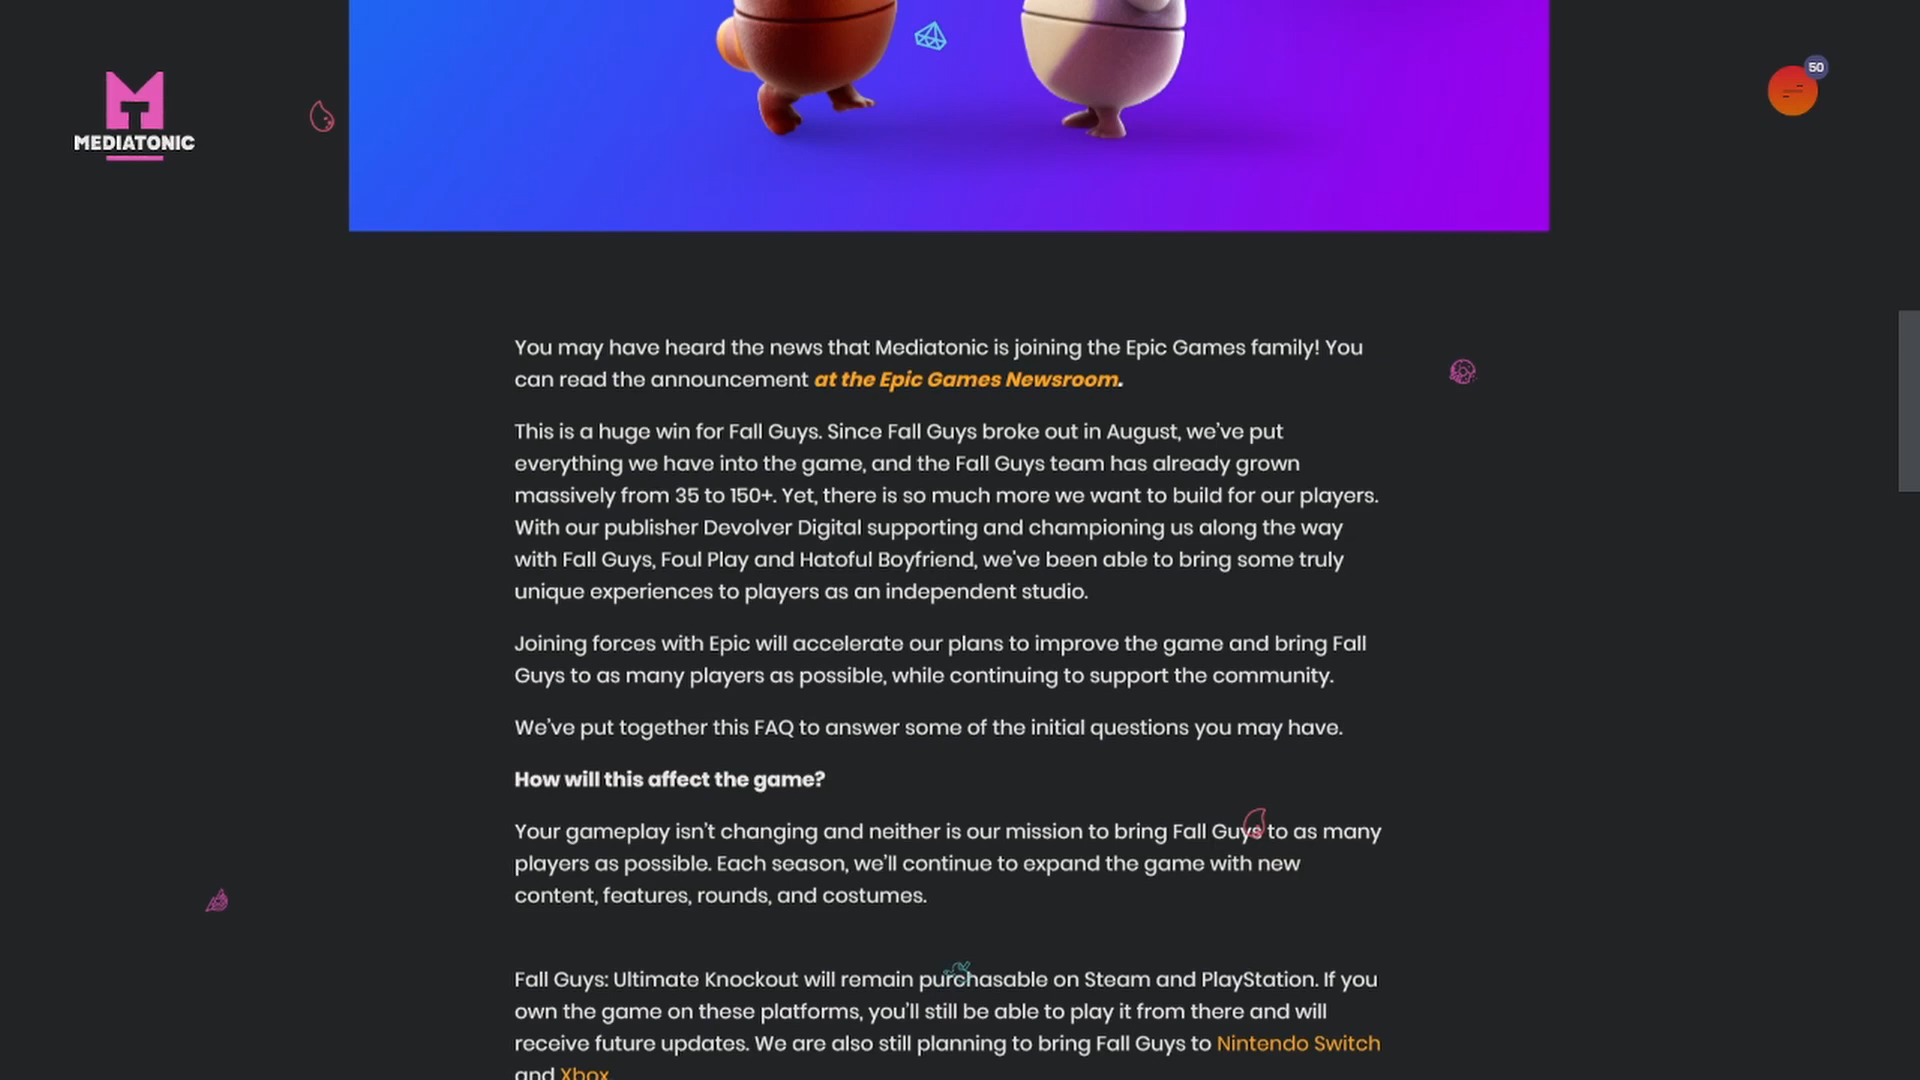 50
MEDIATONIC
You may have heard the news that Mediatonic is joining the Epic Games family! You
can read the announcement at the Epic Games Newsroom.
This is a huge win for Fall Guys. Since Fall Guys broke out in August, we’ve put
everything we have into the game, and the Fall Guys team has already grown
massively from 35 to 150+. Yet, there is so much more we want to build for our players.
With our publisher Devolver Digital supporting and championing us along the way
with Fall Guys, Foul Play and Hatoful Boyfriend, we've been able to bring some truly
unique experiences to players as an independent studio.
Joining forces with Epic will accelerate our plans to improve the game and bring Fall
Guys to as many players as possible, while continuing to support the community.
We’ve put together this FAQ to answer some of the initial questions you may have.
How will this affect the game?
Your gameplay isn’t changing and neither is our mission to bring Fall Guys to as many
players as possible. Each season, we’ll continue to expand the game with new
content, features, rounds, and costumes.
Fall Guys: Ultimate Knockout will remain purchasable on Steam and PlayStation. If you
own the game on these platforms, you’ll still be able to play it from there and will
receive future updates. We are also still planning to bring Fall Guys to Nintendo Switch
and Xbox